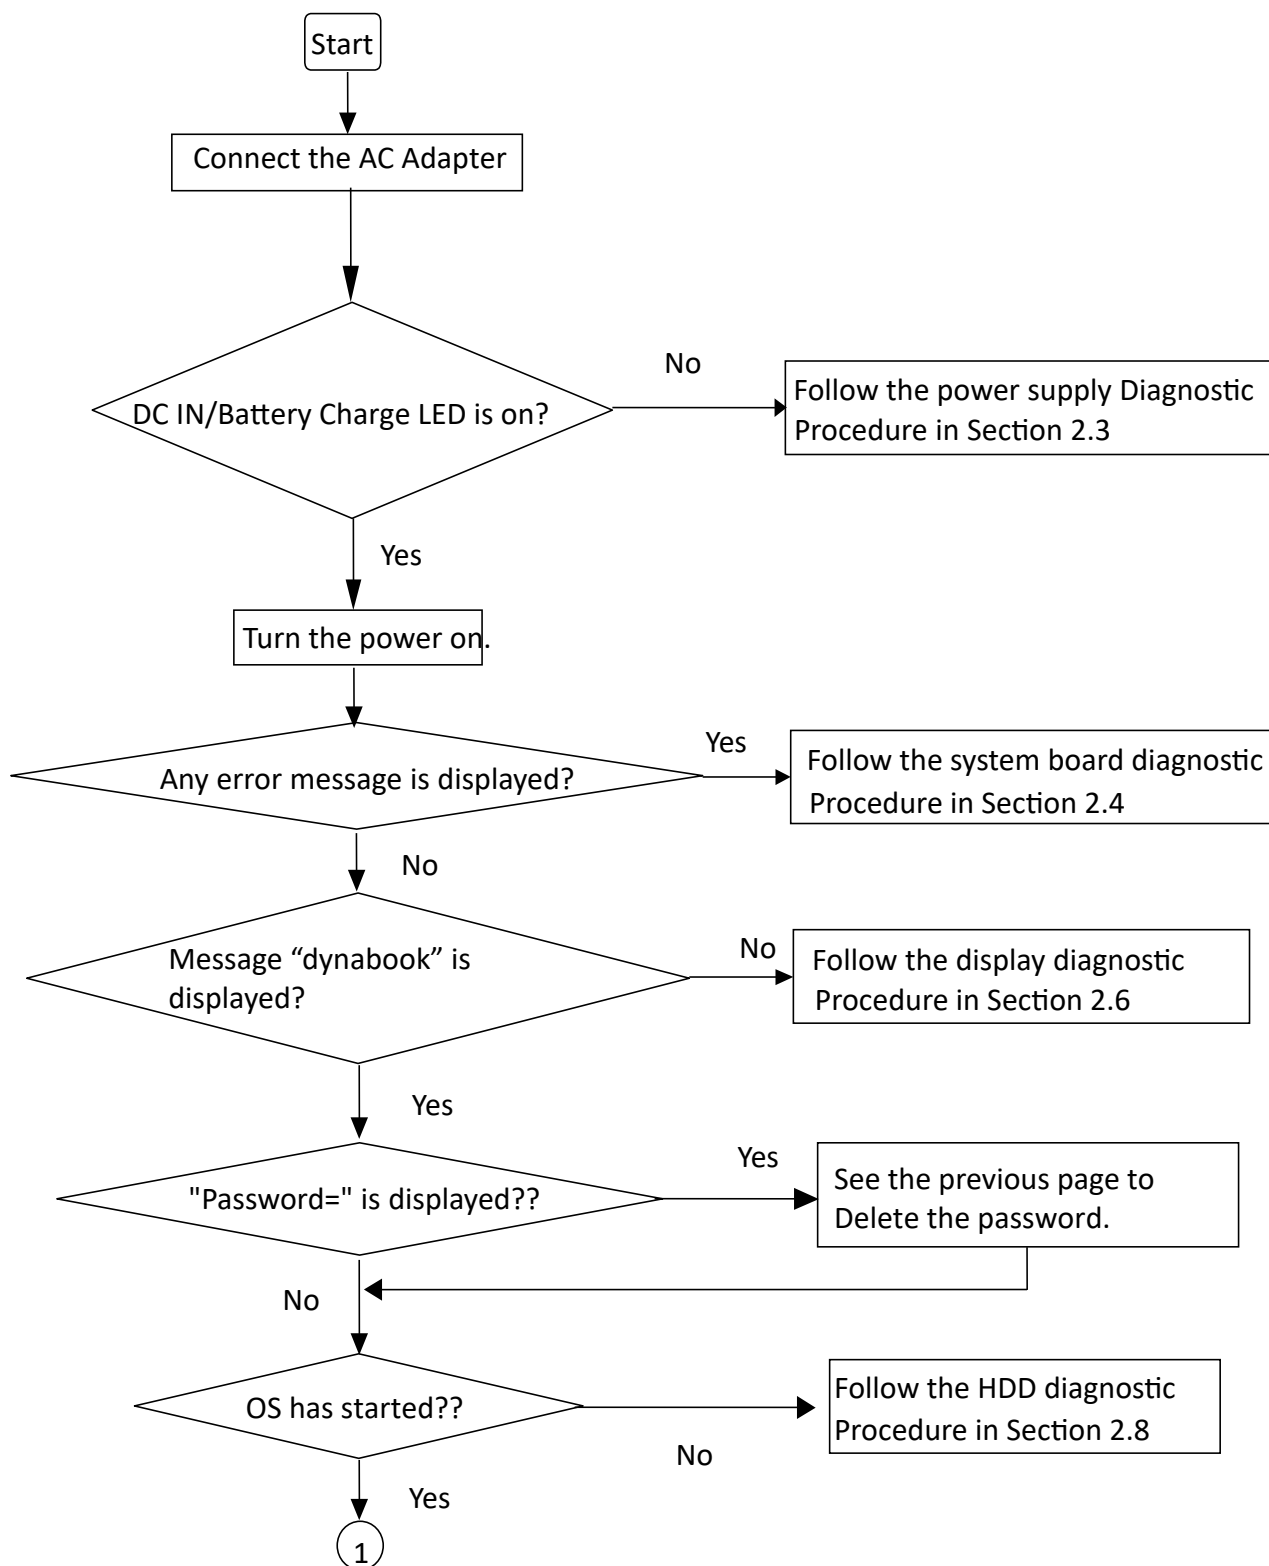 Start
Connect the AC Adapter
No
DC IN/Battery Charge LED is on?
Follow the power supply Diagnostic
Procedure in Section 2.3
Yes
Turn the power on.
Yes
Any error message is displayed?
Follow the system board diagnostic
Procedure in Section 2.4
No
Message “dynabook” is
displayed?
No
Follow the display diagnostic
Procedure in Section 2.6
Yes
Yes
"Password=" is displayed??
See the previous page to
Delete the password.
No
OS has started??
Follow the HDD diagnostic
Procedure in Section 2.8
No
Yes
1